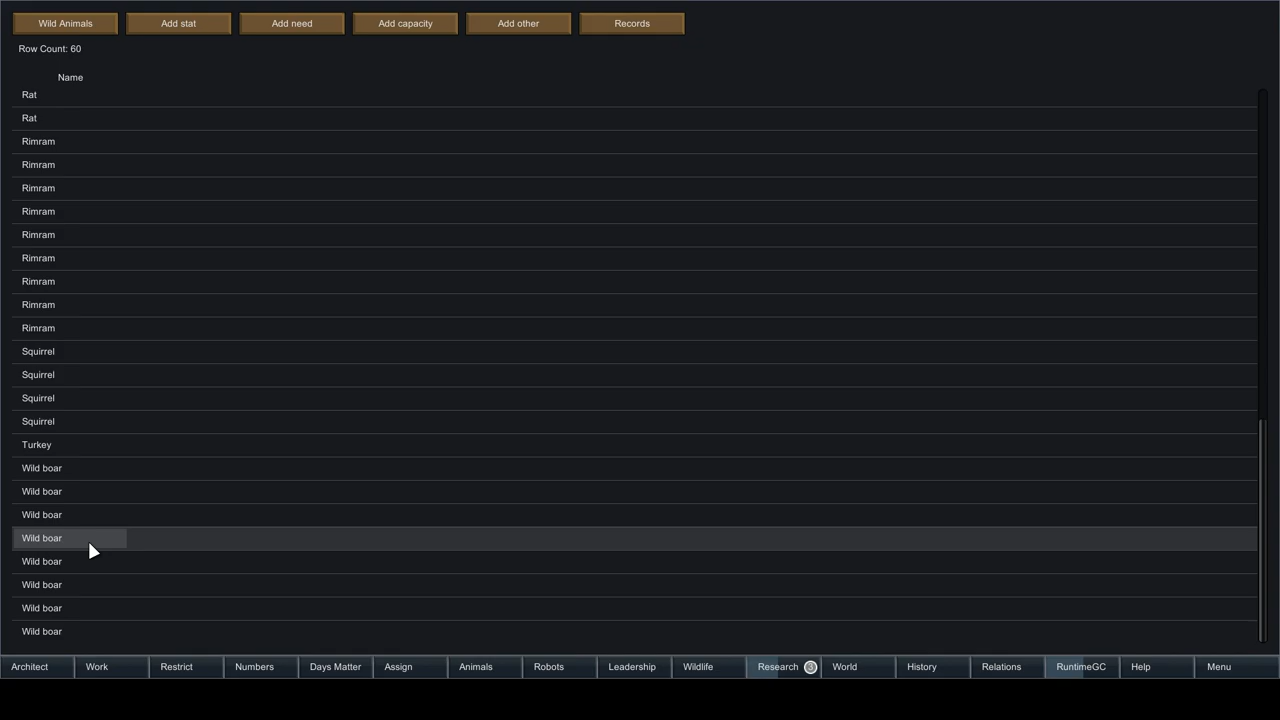 Wild Animals Add stat Add need Add capacity Add other Records
Row Count: 60
Name
Rat
Rat
Rimram
Rimram
Rimram
Rimram
Rimram
Rimram
Rimram
Rimram
Rimram
Squirrel
Squirrel
Squirrel
Squirrel
Turkey
Wild boar
Wild boar
Wild boar
Wild boar
Wild boar
Wild boar
Wild boar
Wild boar
Architect Work Restrict Numbers Days Matter Assign Animals Robots Leadership Wildlife Research 3 World History Relations RuntimeGC Help Menu